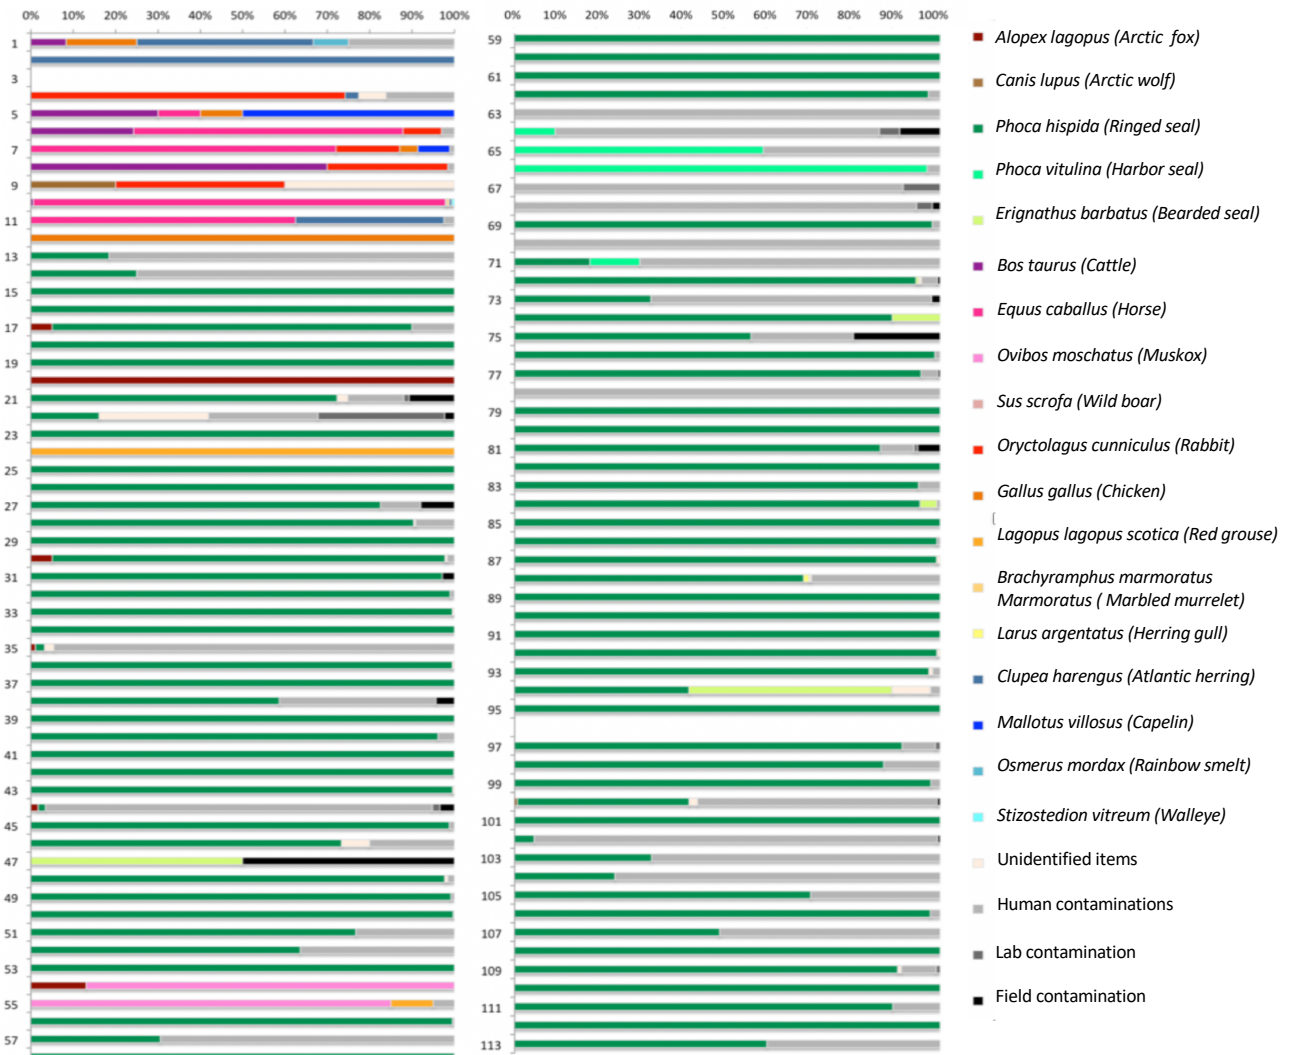 0% 10% 20% 30% 40% 50% 60% 70% 80% 90% 100%
1
3
5
7
9
11
13
15
17
19
21
23
25
27
29
31
33
35
37
39
41
43
45
47
49
51
53
55
57
0% 10% 20% 30% 40% 50% 60% 70% 80% 90% 100%
59
61
63
65
67
69
71
73
75
77
79
81
83
85
87
89
91
93
95
97
99
101
103
105
107
109
111
113
Alopex lagopus (Arctic fox)
Canis lupus (Arctic wolf)
Phoca hispida (Ringed seal)
Phoca vitulina (Harbor seal)
Erignathus barbatus (Bearded seal)
Bos taurus (Cattle)
Equus caballus (Horse)
Ovibos moschatus (Muskox)
Sus scrofa (Wild boar)
Oryctolagus cunniculus (Rabbit)
Gallus gallus (Chicken)
Lagopus lagopus scotica (Red grouse)
Brachyramphus marmoratus
Marmoratus ( Marbled murrelet)
Larus argentatus (Herring gull)
Clupea harengus (Atlantic herring)
Mallotus villosus (Capelin)
Osmerus mordax (Rainbow smelt)
Stizostedion vitreum (Walleye)
Unidentified items
Human contaminations
Lab contamination
Field contamination